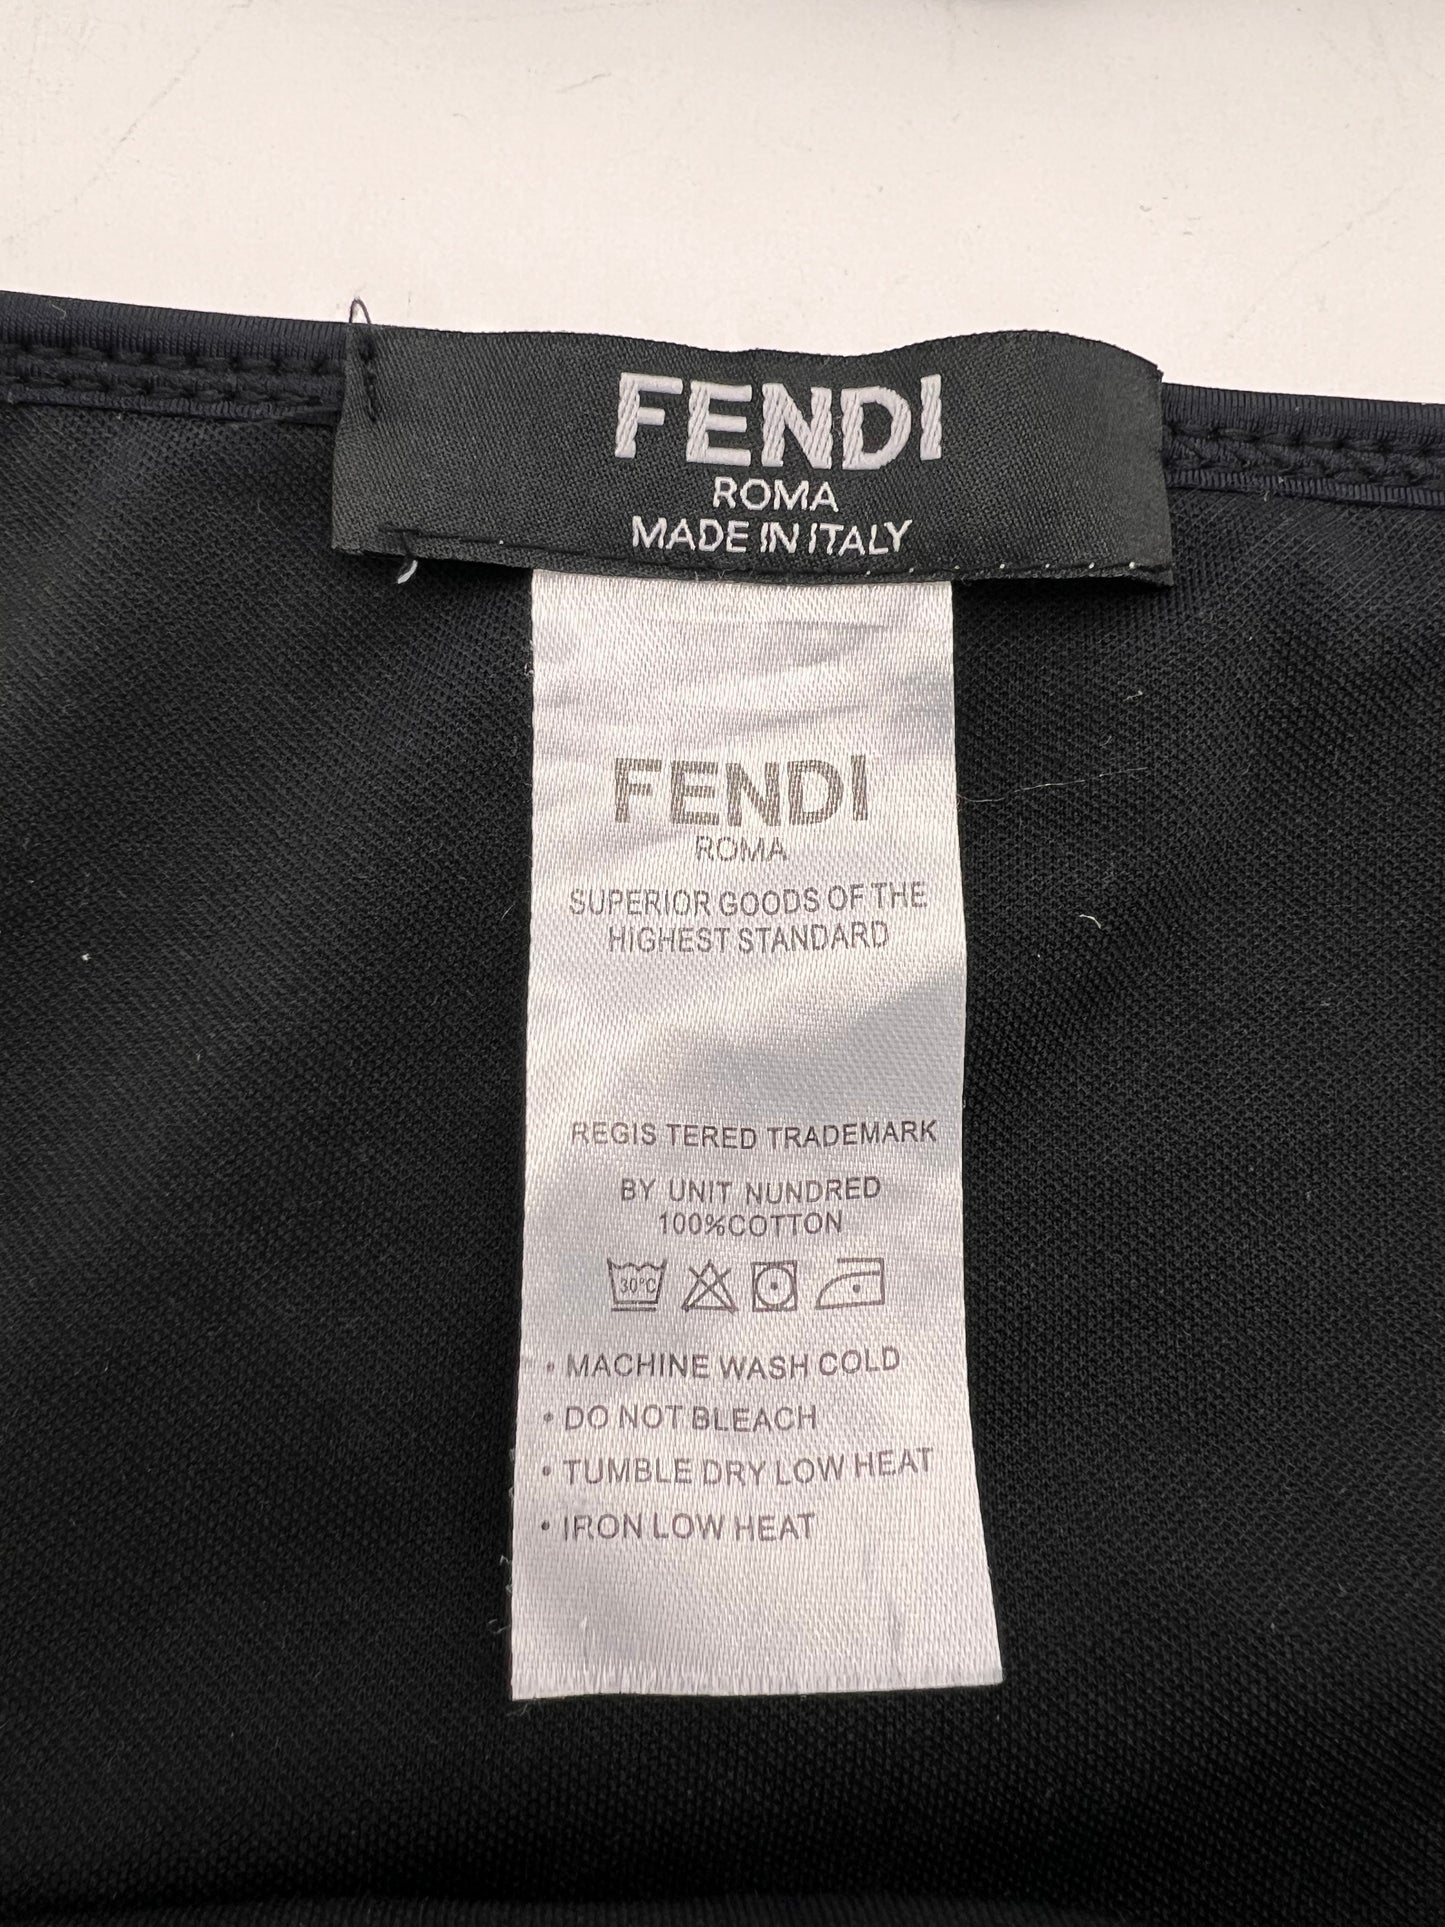 FENDI
ROMA
MADE IN ITALY
FENDI
ROMA
SUPERIOR GOODS OF THE
HIGHEST STANDARD
REGIS TERED TRADEMARK
BY UNIT NUNDRED
100%COTTON
30°C
• MACHINE WASH COLD
• DO NOT BLEACH
• TUMBLE DRY LOW HEAT
• IRON LOW HEAT